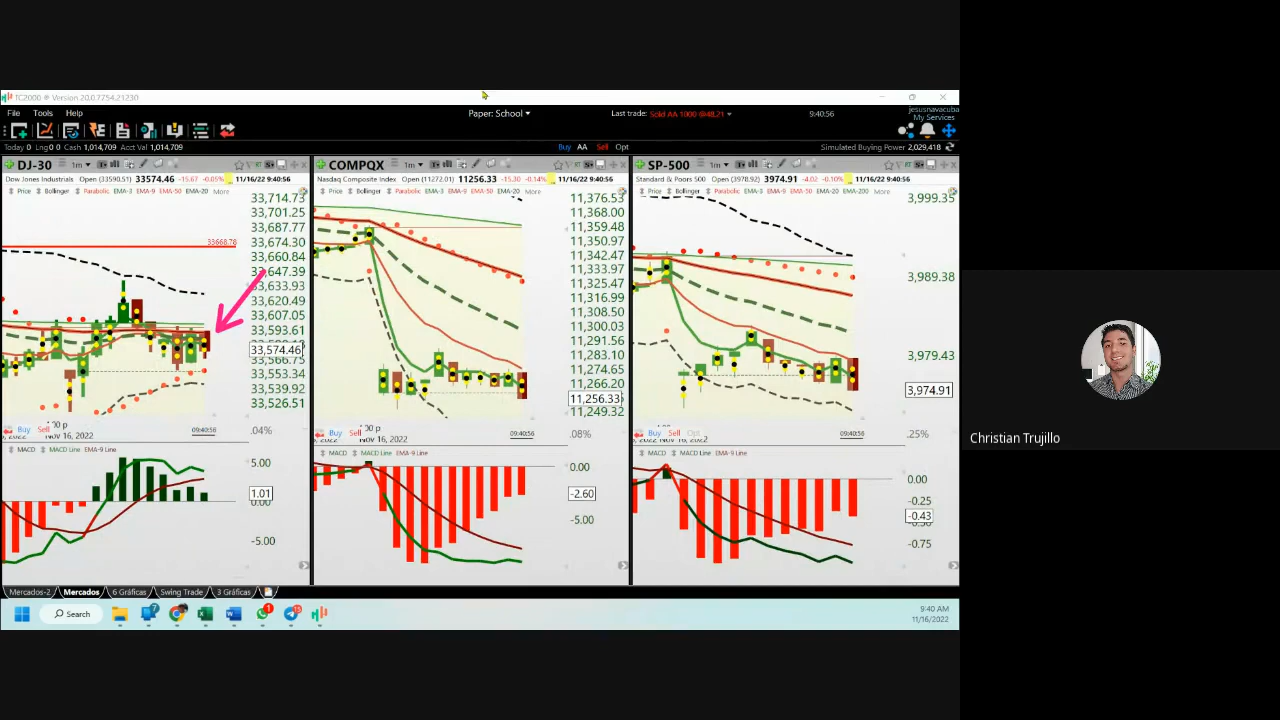 TC2000 ® Version 20.0.7754.21230
File Tools Help
Paper: School
Last trade: Sold AA 1000 @48.21
9:40:56
jesusnavacuba
My Services
Today 0 Lng 0 0 Cash 1,014,709 Acct Val 1,014,709
Buy AA Sell Opt
Simulated Buying Power 2,029,418
DJ-30 1m
Dow Jones Industrials Open (33590.51) 33574.46 -15.67 -0.05% 11/16/22 9:40:56
Price Bollinger Parabolic EMA-3 EMA-9 EMA-50 EMA-20 More
33,714.73
33,701.25
33,687.77
33668.78
33,674.30
33,660.84
33,647.39
33,633.93
33,620.49
33,607.05
33,593.61
33,574.46
33,566.75
33,553.34
33,539.92
33,526.51
Buy Sell
Nov 16, 2022
09:40:56
.04%
MACD MACD Line EMA-9 Line
5.00
1.01
0.00
-5.00
COMPQX 1m
Nasdaq Composite Index Open (11272.01) 11256.33 -15.30 -0.14% 11/16/22 9:40:56
Price Bollinger Parabolic EMA-3 EMA-9 EMA-50 EMA-20 More
11,376.53
11,368.00
11,359.48
11,350.97
11,342.47
11,333.97
11,325.47
11,316.99
11,308.50
11,300.03
11,291.56
11,283.10
11,274.65
11,266.20
11,256.33
11,249.32
Buy Sell
Nov 16, 2022
09:40:56
.08%
MACD MACD Line EMA-9 Line
0.00
-2.60
-5.00
SP-500 1m
Standard & Poors 500 Open (3978.92) 3974.91 -4.02 -0.10% 11/16/22 9:40:56
Price Bollinger Parabolic EMA-3 EMA-9 EMA-50 EMA-20 EMA-200 More
3,999.35
3,989.38
3,979.43
3,974.91
Buy Sell Opt
09:40:56
.25%
MACD MACD Line EMA-9 Line
0.00
-0.25
-0.43
-0.50
-0.75
Mercados-2 Mercados 6 Gráficas Swing Trade 3 Gráficas
Search
9:40 AM
11/16/2022
Christian Trujillo